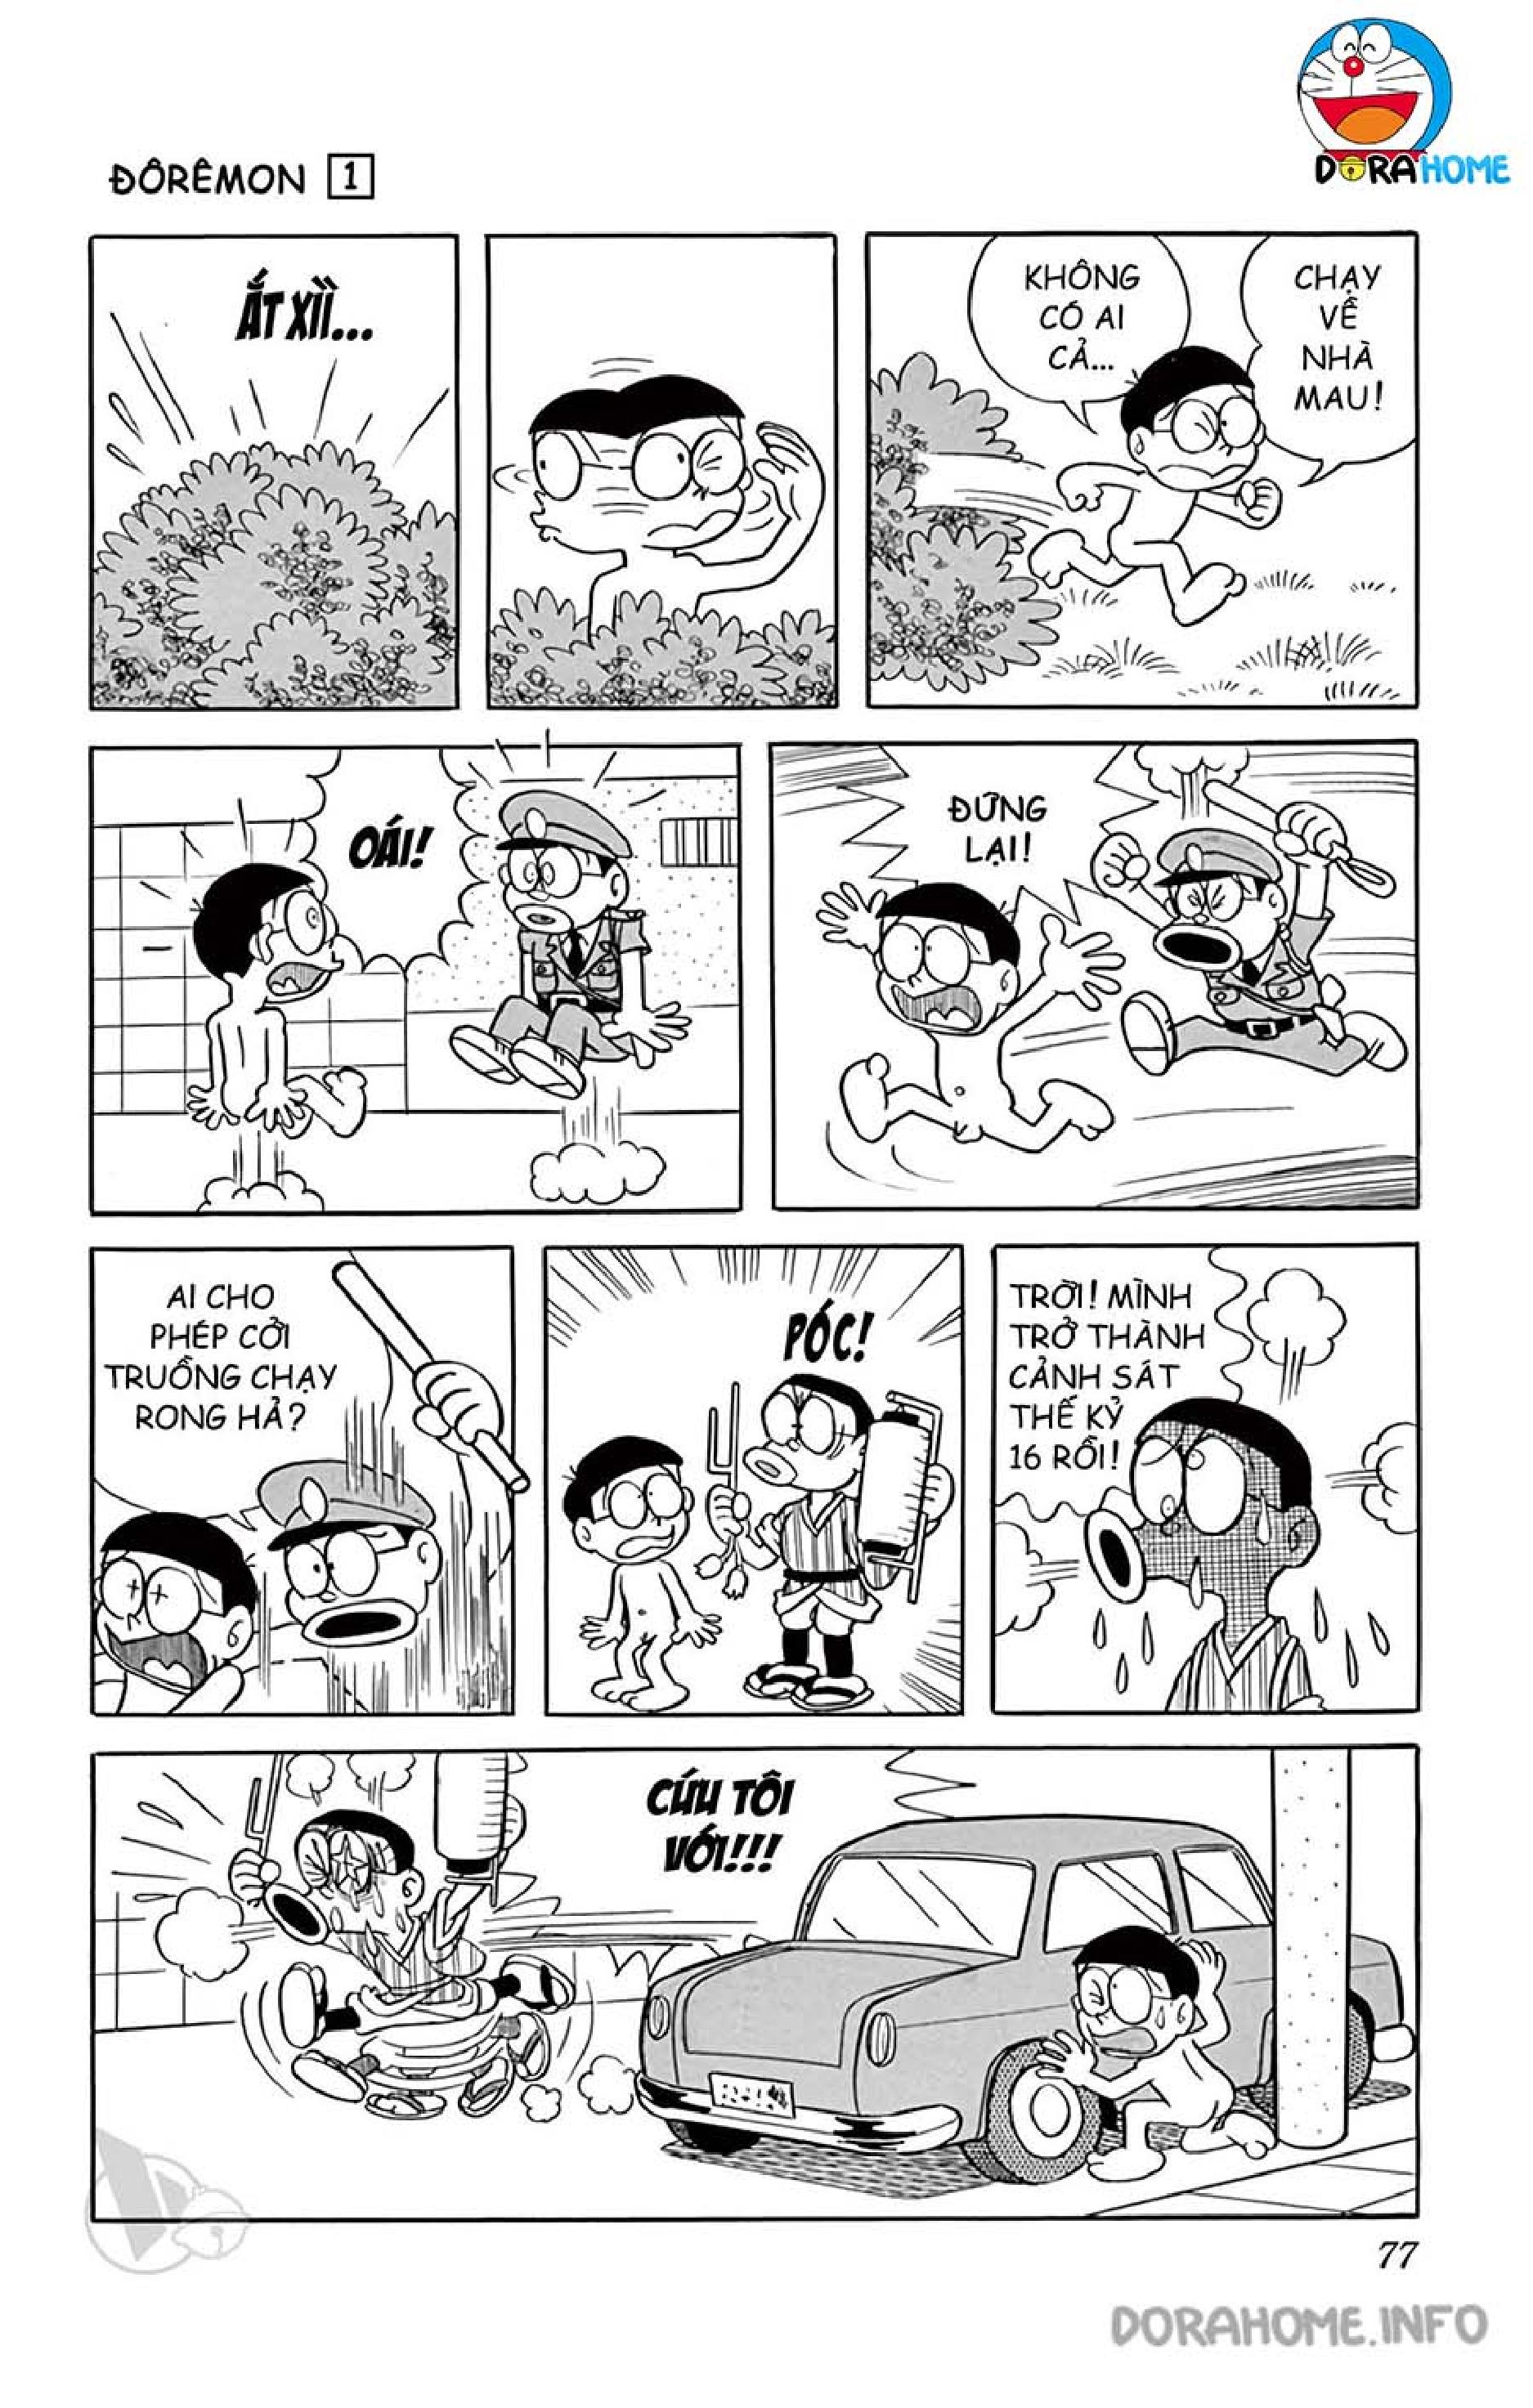 DORAHOME
ĐÔRÊMON 1
ẮT XÌÌ...
KHÔNG
CÓ AI
CẢ...
CHẠY
VỀ
NHÀ
MAU!
OÁI!
ĐỨNG
LẠI!
AI CHO
PHÉP CỞI
TRUỒNG CHẠY
RONG HẢ?
PÓC!
TRỜI! MÌNH
TRỞ THÀNH
CẢNH SÁT
THẾ KỶ
16 RỒI!
CỨU TÔI
VỚI!!!
77
DORAHOME.INFO